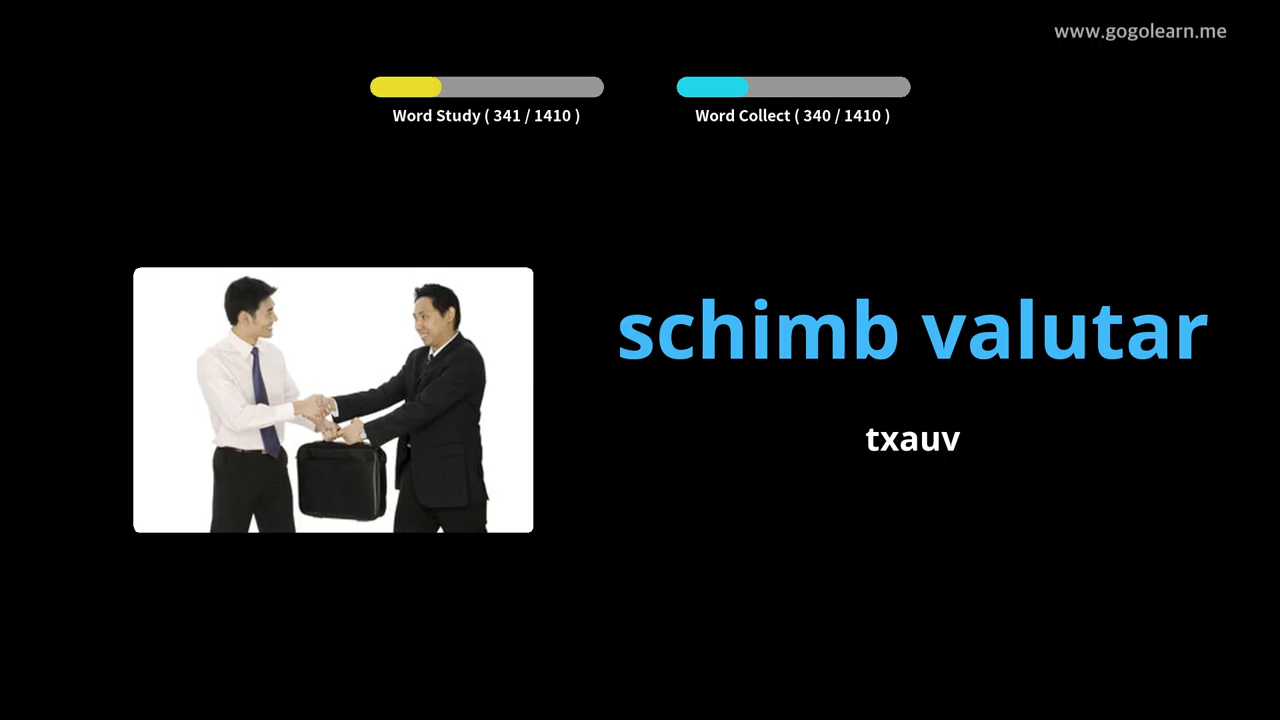 www.gogolearn.me
Word Study ( 341 / 1410 )
Word Collect ( 340 / 1410 )
schimb valutar
txauv